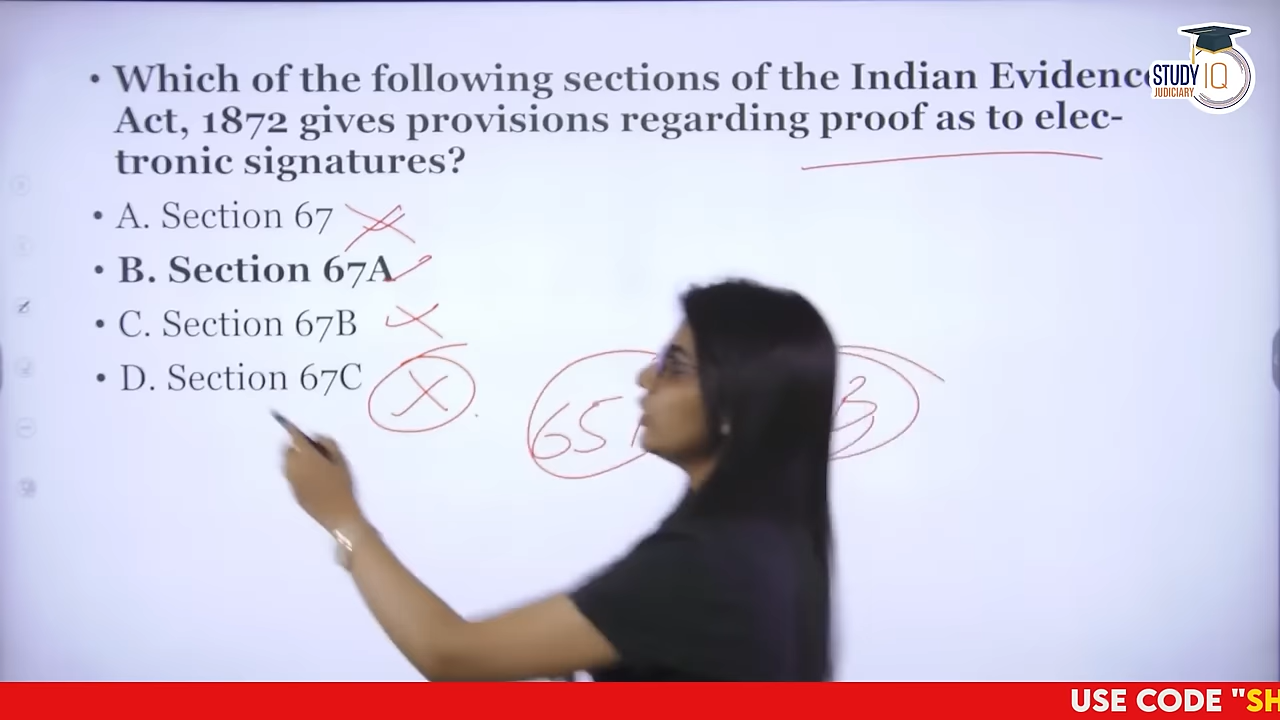 • Which of the following sections of the Indian Evidence
Act, 1872 gives provisions regarding proof as to elec-
tronic signatures?
• A. Section 67
• B. Section 67A
• C. Section 67B
• D. Section 67C
65
B
STUDY IQ
JUDICIARY
USE CODE "SH